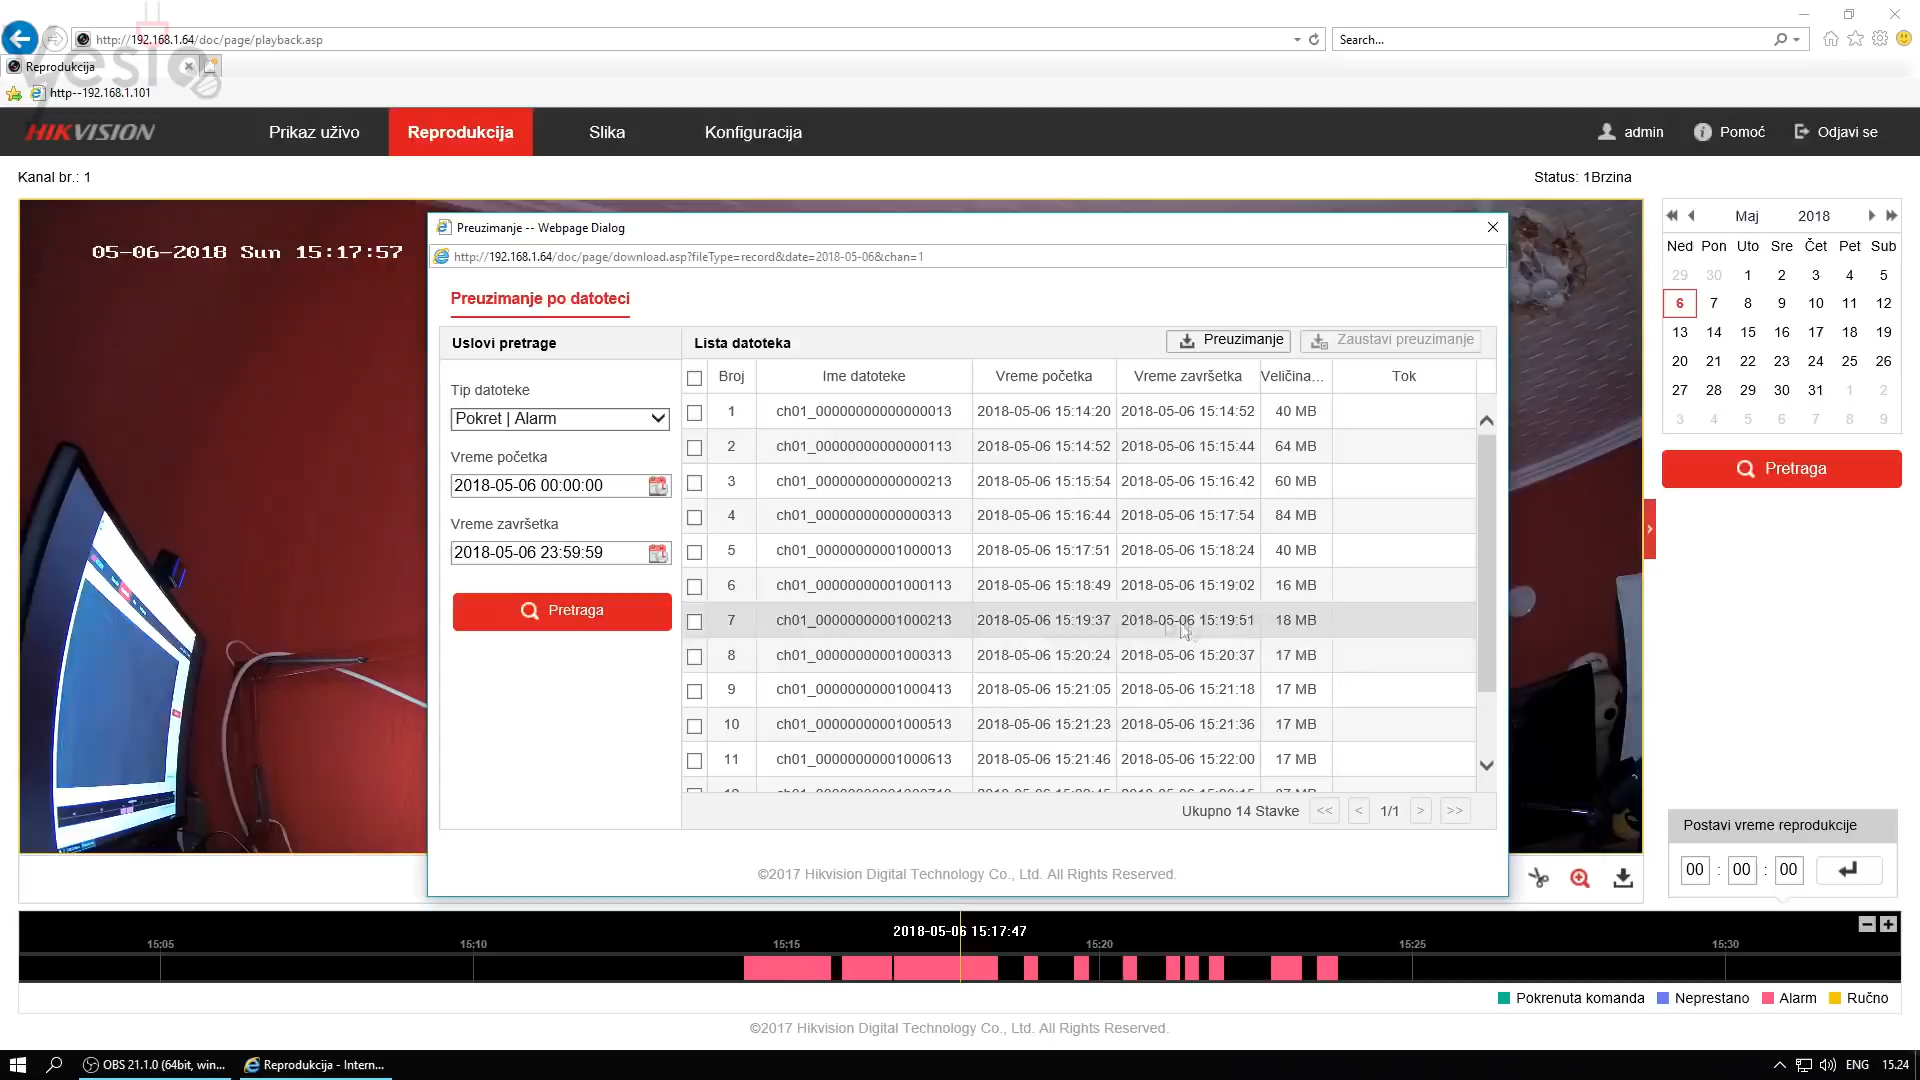 http://192.168.1.64/doc/page/playback.asp
Search...
Reprodukcija
http--192.168.1.101
HIKVISION
Prikaz uživo
Reprodukcija
Slika
Konfiguracija
admin
Pomoć
Odjavi se
Kanal br.: 1
Status: 1Brzina
05-06-2018 Sun 15:17:57
Preuzimanje -- Webpage Dialog
http://192.168.1.64/doc/page/download.asp?fileType=record&date=2018-05-06&chan=1
Preuzimanje po datoteci
Uslovi pretrage
Tip datoteke
Pokret | Alarm
Vreme početka
2018-05-06 00:00:00
Vreme završetka
2018-05-06 23:59:59
Pretraga
Lista datoteka
Preuzimanje
Zaustavi preuzimanje
Broj Ime datoteke Vreme početka Vreme završetka Veličina... Tok
1 ch01_00000000000000013 2018-05-06 15:14:20 2018-05-06 15:14:52 40 MB
2 ch01_00000000000000113 2018-05-06 15:14:52 2018-05-06 15:15:44 64 MB
3 ch01_00000000000000213 2018-05-06 15:15:54 2018-05-06 15:16:42 60 MB
4 ch01_00000000000000313 2018-05-06 15:16:44 2018-05-06 15:17:54 84 MB
5 ch01_00000000001000013 2018-05-06 15:17:51 2018-05-06 15:18:24 40 MB
6 ch01_00000000001000113 2018-05-06 15:18:49 2018-05-06 15:19:02 16 MB
7 ch01_00000000001000213 2018-05-06 15:19:37 2018-05-06 15:19:51 18 MB
8 ch01_00000000001000313 2018-05-06 15:20:24 2018-05-06 15:20:37 17 MB
9 ch01_00000000001000413 2018-05-06 15:21:05 2018-05-06 15:21:18 17 MB
10 ch01_00000000001000513 2018-05-06 15:21:23 2018-05-06 15:21:36 17 MB
11 ch01_00000000001000613 2018-05-06 15:21:46 2018-05-06 15:22:00 17 MB
Ukupno 14 Stavke << < 1/1 > >>
©2017 Hikvision Digital Technology Co., Ltd. All Rights Reserved.
Maj 2018
Ned Pon Uto Sre Čet Pet Sub
29 30 1 2 3 4 5
6 7 8 9 10 11 12
13 14 15 16 17 18 19
20 21 22 23 24 25 26
27 28 29 30 31 1 2
3 4 5 6 7 8 9
Pretraga
Postavi vreme reprodukcije
00 : 00 : 00
2018-05-06 15:17:47
15:05 15:10 15:15 15:20 15:25 15:30
Pokrenuta komanda Neprestano Alarm Ručno
©2017 Hikvision Digital Technology Co., Ltd. All Rights Reserved.
OBS 21.1.0 (64bit, win...
Reprodukcija - Intern...
ENG
15.24